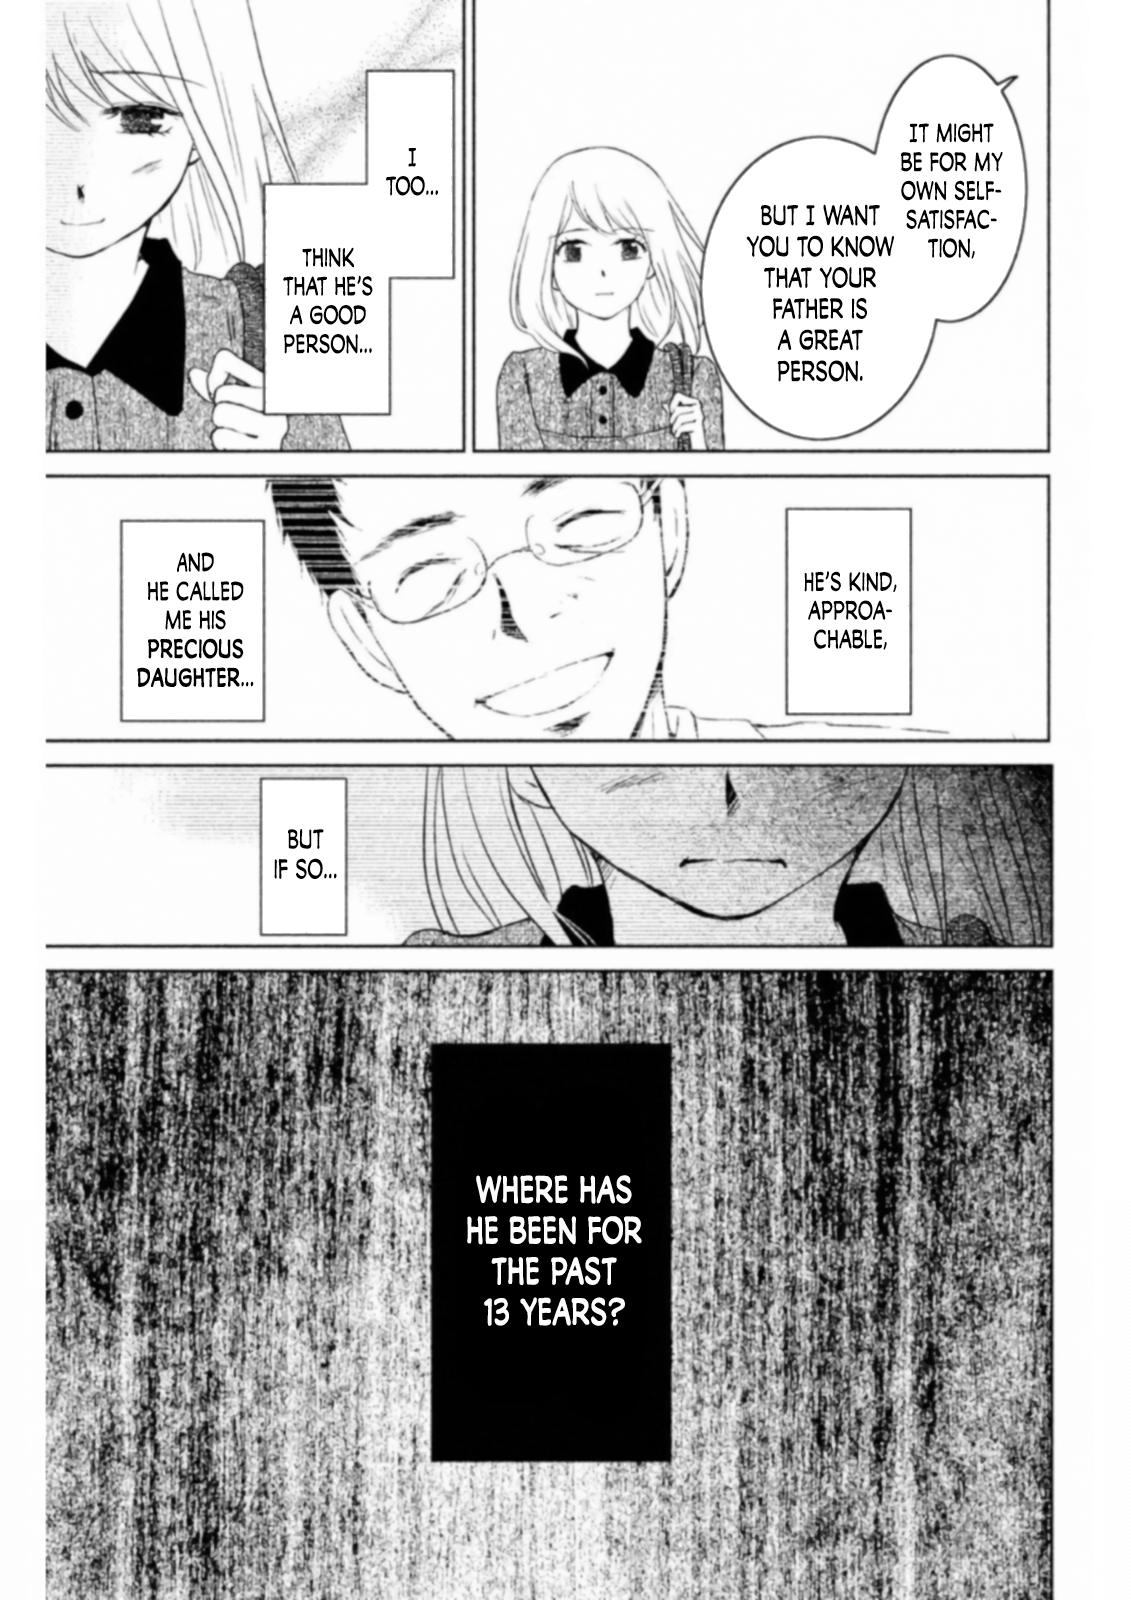 IT MIGHT
BE FOR MY
OWN SELF-
SATISFAC-
TION,
BUT I WANT
YOU TO KNOW
THAT YOUR
FATHER IS
A GREAT
PERSON.
I
TOO...
THINK
THAT HE'S
A GOOD
PERSON...
HE'S KIND,
APPROA-
CHABLE,
AND
HE CALLED
ME HIS
PRECIOUS
DAUGHTER...
BUT
IF SO...
WHERE HAS
HE BEEN FOR
THE PAST
13 YEARS?